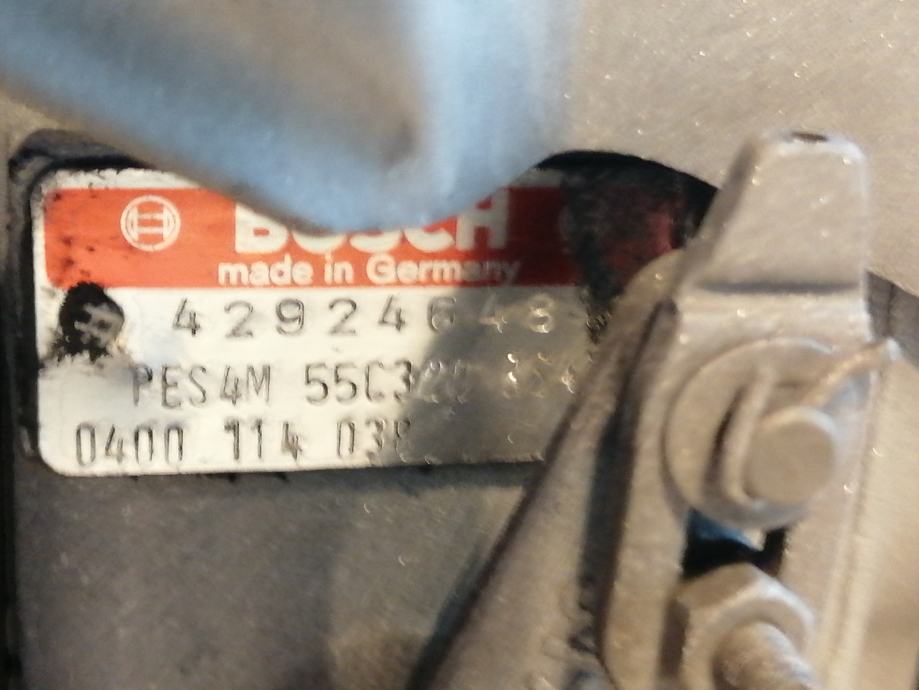 BOSCH
made in Germany
42924648
PES4M 55C320
0400 114 038